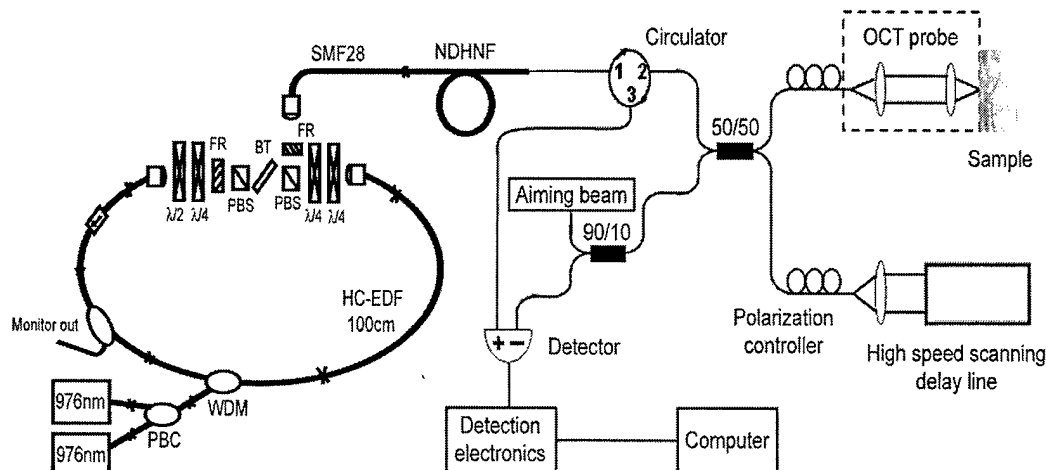 SMF28
NDHNF
Circulator
1 2
3
OCT probe
Sample
50/50
FR
BT
FR
λ/2
λ/4
PBS
PBS
λ/4
λ/4
Aiming beam
90/10
HC-EDF
100cm
Monitor out
WDM
976nm
PBC
976nm
+ −
Detector
Polarization
controller
High speed scanning
delay line
Detection
electronics
Computer